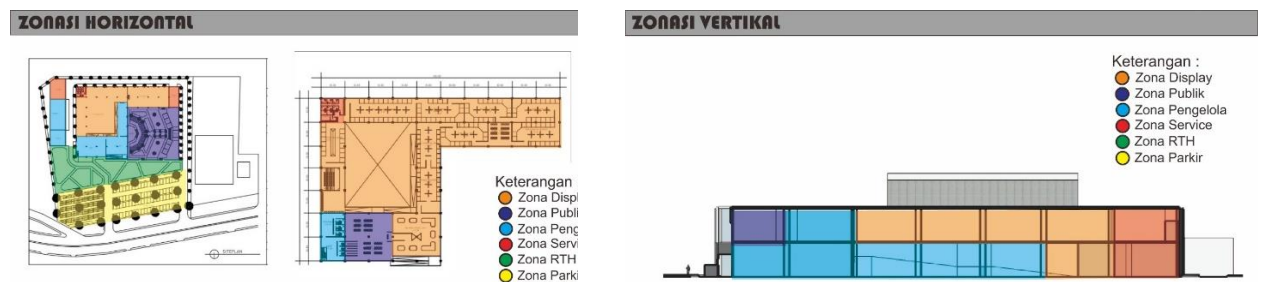 ZONASI HORIZONTAL
SITEPLAN
Keterangan
Zona Displ
Zona Publi
Zona Peng
Zona Servi
Zona RTH
Zona Parki
ZONASI VERTIKAL
Keterangan :
Zona Display
Zona Publik
Zona Pengelola
Zona Service
Zona RTH
Zona Parkir